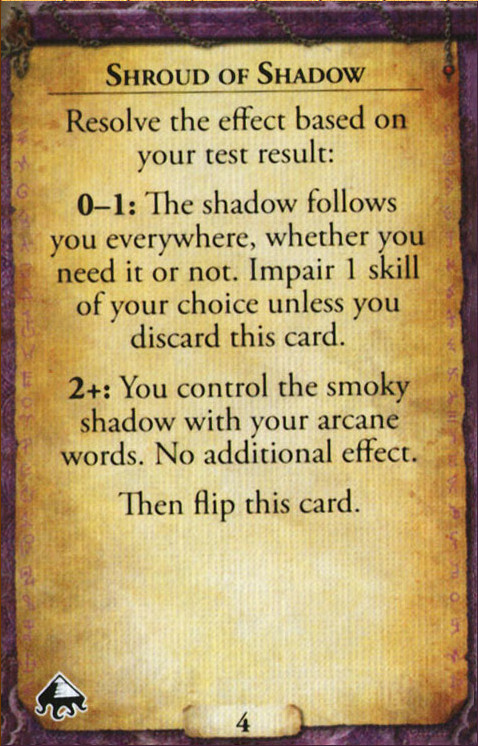 Shroud of Shadow
Resolve the effect based on
your test result:
0–1: The shadow follows
you everywhere, whether you
need it or not. Impair 1 skill
of your choice unless you
discard this card.
2+: You control the smoky
shadow with your arcane
words. No additional effect.
Then flip this card.
4